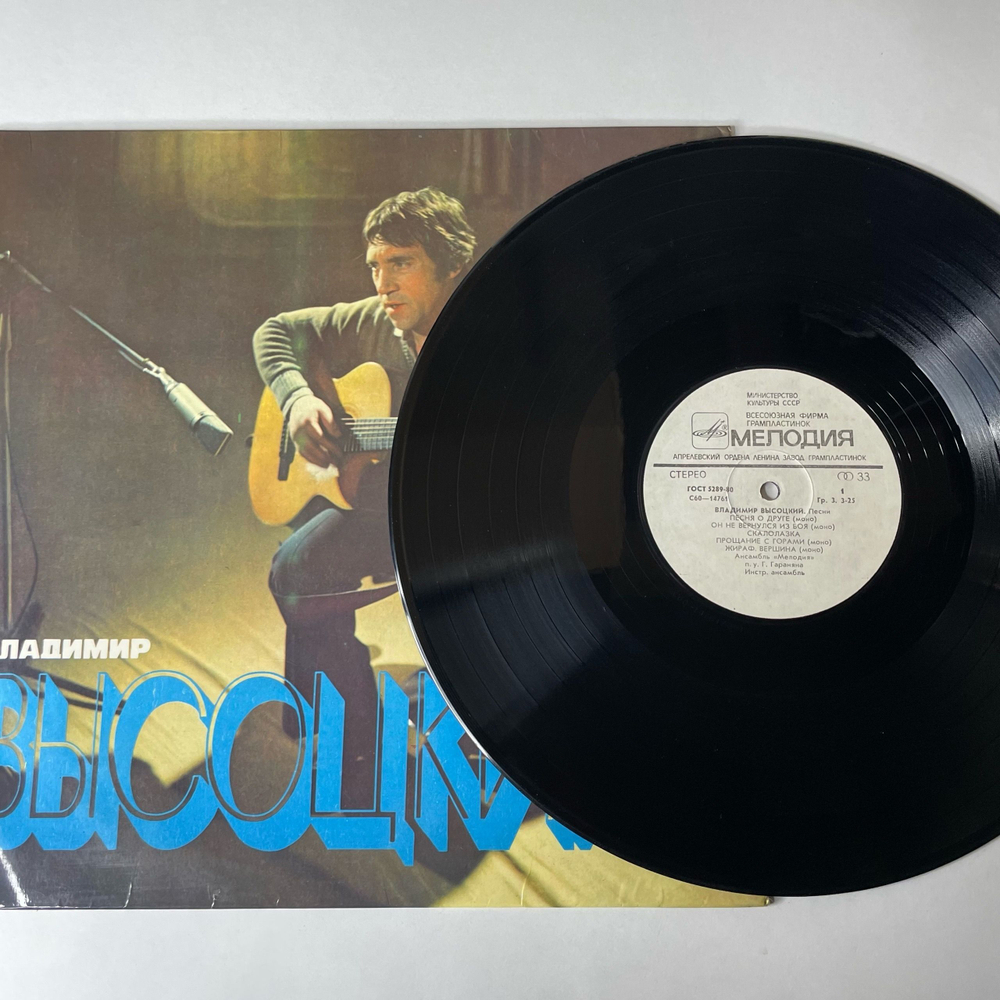 ЛАДИМИР
ВЫСОЦКИ
МИНИСТЕРСТВО
КУЛЬТУРЫ СССР
ВСЕСОЮЗНАЯ ФИРМА
ГРАМПЛАСТИНОК
МЕЛОДИЯ
АПРЕЛЕВСКИЙ ОРДЕНА ЛЕНИНА ЗАВОД ГРАМПЛАСТИНОК
СТЕРЕО 33
ГОСТ 5289-80 1
С60—14761 Гр. 3. 3-25
ВЛАДИМИР ВЫСОЦКИЙ. Песни
ПЕСНЯ О ДРУГЕ (моно)
ОН НЕ ВЕРНУЛСЯ ИЗ БОЯ (моно)
СКАЛОЛАЗКА
ПРОЩАНИЕ С ГОРАМИ (моно)
ЖИРАФ. ВЕРШИНА (моно)
Ансамбль «Мелодия»
п. у. Г. Гараняна
Инстр. ансамбль